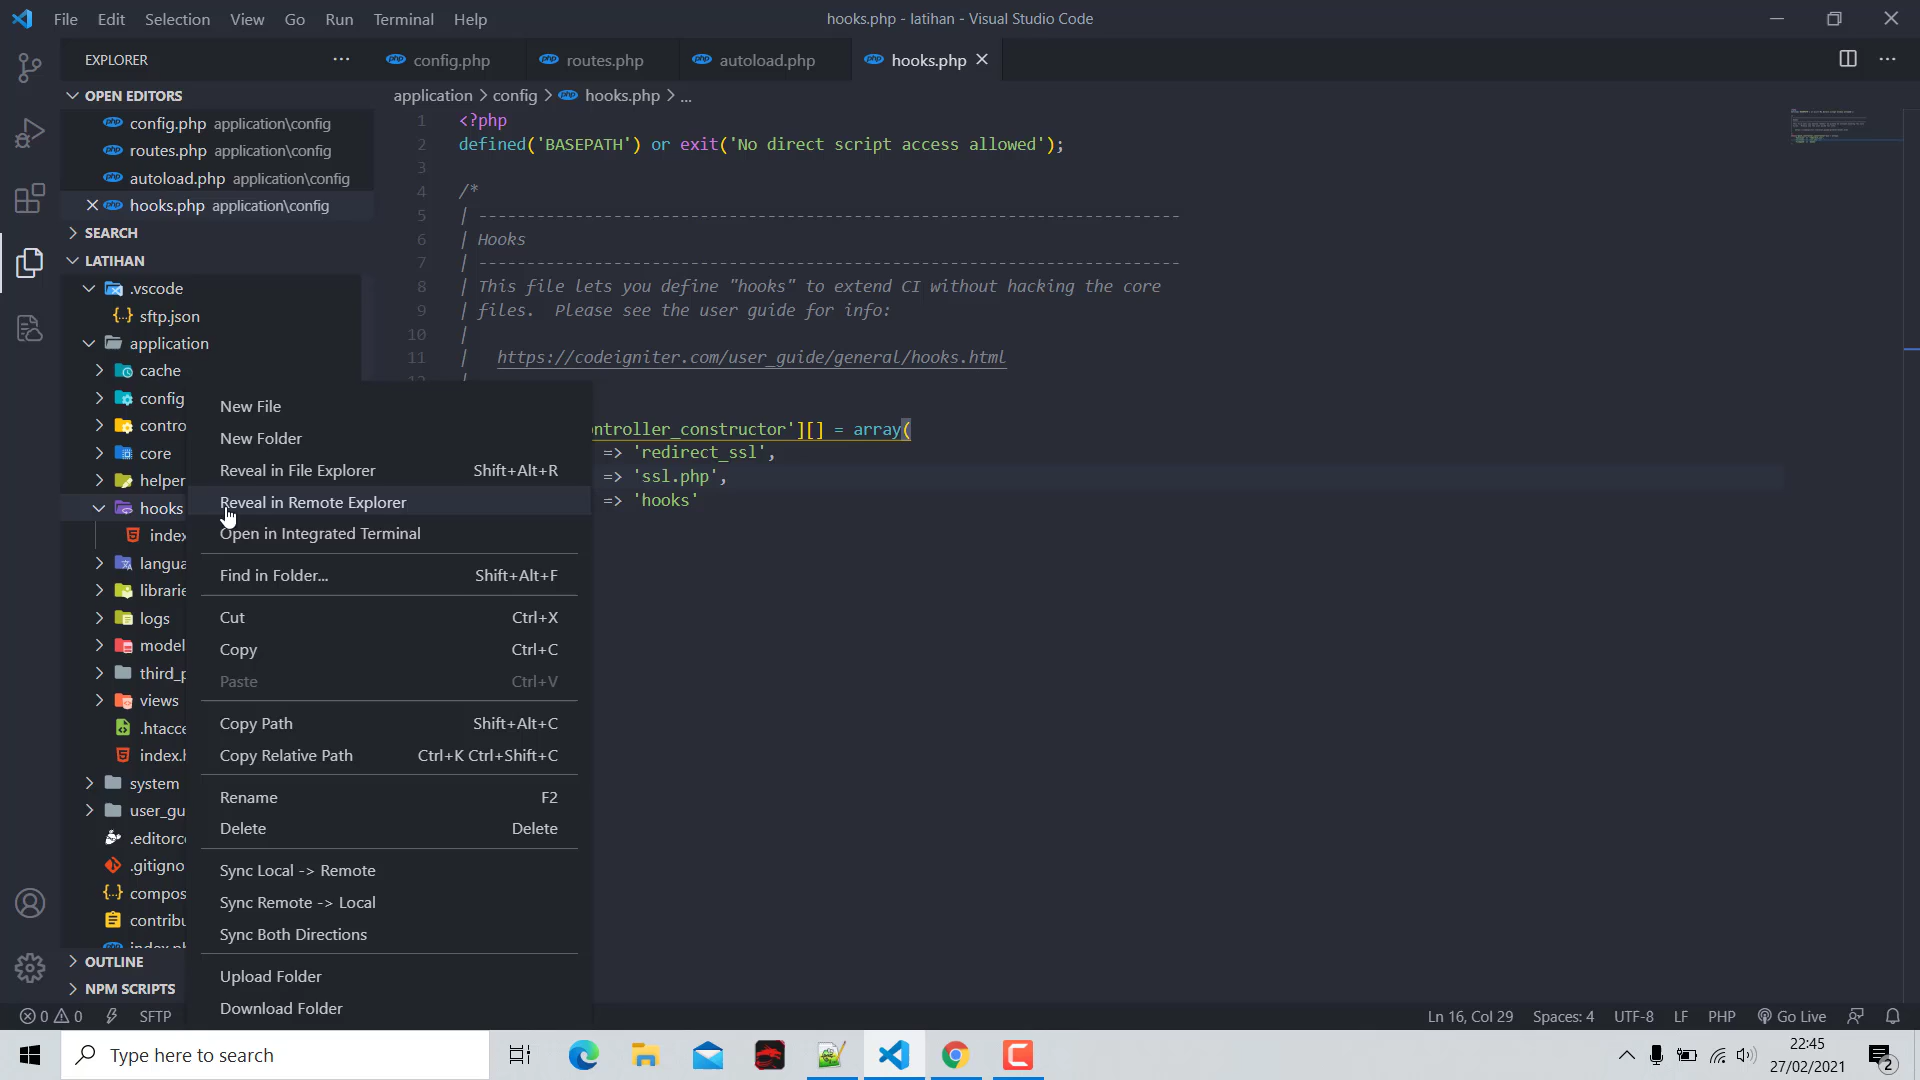 File Edit Selection View Go Run Terminal Help
hooks.php - latihan - Visual Studio Code
EXPLORER
config.php
routes.php
autoload.php
hooks.php
OPEN EDITORS
config.php application\config
routes.php application\config
autoload.php application\config
hooks.php application\config
SEARCH
LATIHAN
.vscode
sftp.json
application
cache
config
contro
core
helper
hooks
index
langua
librarie
logs
model
third_p
views
.htacce
index.h
system
user_gu
.editorco
.gitigno
compos
contribu
index.ph
OUTLINE
NPM SCRIPTS
New File
New Folder
Reveal in File Explorer Shift+Alt+R
Reveal in Remote Explorer
Open in Integrated Terminal
Find in Folder... Shift+Alt+F
Cut Ctrl+X
Copy Ctrl+C
Paste Ctrl+V
Copy Path Shift+Alt+C
Copy Relative Path Ctrl+K Ctrl+Shift+C
Rename F2
Delete Delete
Sync Local -> Remote
Sync Remote -> Local
Sync Both Directions
Upload Folder
Download Folder
application > config > hooks.php > ...
1 <?php
2 defined('BASEPATH') or exit('No direct script access allowed');
3
4 /*
5 | -------------------------------------------------------------------------
6 | Hooks
7 | -------------------------------------------------------------------------
8 | This file lets you define "hooks" to extend CI without hacking the core
9 | files.  Please see the user guide for info:
10 |
11 | https://codeigniter.com/user_guide/general/hooks.html
12 |
ntroller_constructor'][] = array(
=> 'redirect_ssl',
=> 'ssl.php',
=> 'hooks'
0 0 SFTP
Ln 16, Col 29 Spaces: 4 UTF-8 LF PHP Go Live
Type here to search
22:45
27/02/2021
2